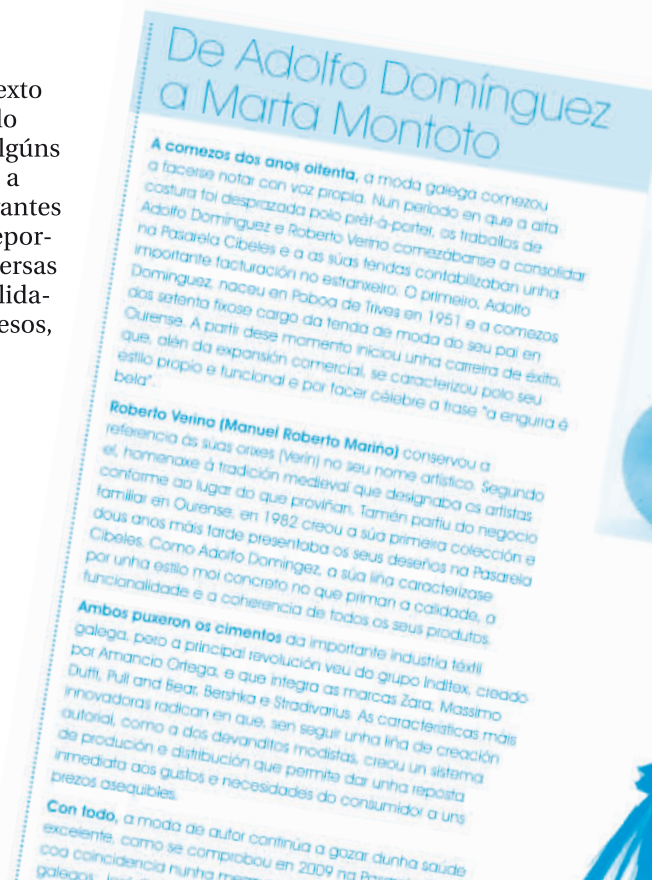 exto
do
lgúns
a
antes
epor-
ersas
lida-
esos,
De Adolfo Domínguez
a Marta Montoto
A comezos dos anos oitenta, a moda galega comezou
a facerse notar con voz propia. Nun período en que a alta
costura foi desprazada polo prêt-à-porter, os traballos de
Adolfo Domínguez e Roberto Verino comezábanse a consolidar
na Pasarela Cibeles e a as súas tendas contabilizaban unha
importante facturación no estranxeiro. O primeiro, Adolfo
Domínguez, naceu en Poboa de Trives en 1951 e a comezos
dos setenta fíxose cargo da tenda de moda do seu pai en
Ourense. A partir dese momento iniciou unha carreira de éxito,
que, alén da expansión comercial, se caracterizou polo seu
estilo propio e funcional e por facer célebre a frase "a engurra é
bela".
Roberto Verino (Manuel Roberto Mariño) conservou a
referencia ás súas orixes (Verín) no seu nome artístico. Segundo
el, homenaxe á tradición medieval que designaba os artistas
conforme ao lugar do que proviñan. Tamén partiu do negocio
familiar en Ourense, en 1982 creou a súa primeira colección e
dous anos máis tarde presentaba os seus deseños na Pasarela
Cibeles. Como Adolfo Domíngez, a súa liña caracterízase
por unha estilo moi concreto no que priman a calidade, a
funcianalidade e a coherencia de todos os seus produtos.
Ambos puxeron os cimentos da importante industria téxtil
galega, pero a principal revolución veu do grupo Inditex, creado
por Amancio Ortega, e que integra as marcas Zara, Massimo
Dutti, Pull and Bear, Bershka e Stradivarius. As características máis
innovadoras radican en que, sen seguir unha liña de creación
autorial, como a dos devanditos modistas, creou un sistema
de produción e distribución que permite dar unha reposta
inmediata aos gustos e necesidades do consumidor a uns
prezos asequibles.
Con todo, a moda de autor continúa a gozar dunha saúde
excelente, como se comprobou en 2009 na
coa coincidencia nunha
galegos: